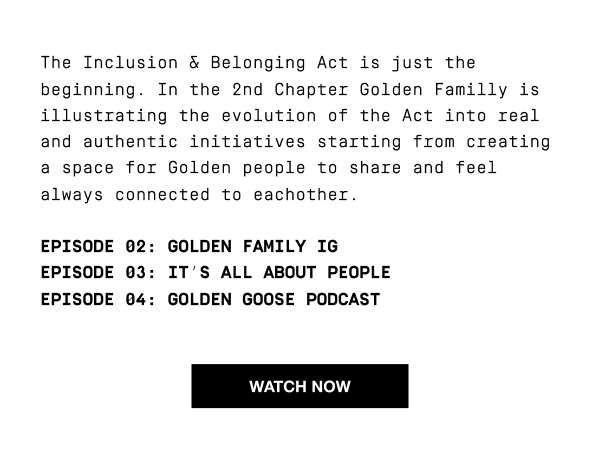 The Inclusion & Belonging Act is just the
beginning. In the 2nd Chapter Golden Familly is
illustrating the evolution of the Act into real
and authentic initiatives starting from creating
a space for Golden people to share and feel
always connected to eachother.
EPISODE 02: GOLDEN FAMILY IG
EPISODE 03: IT'S ALL ABOUT PEOPLE
EPISODE 04: GOLDEN GOOSE PODCAST
WATCH NOW